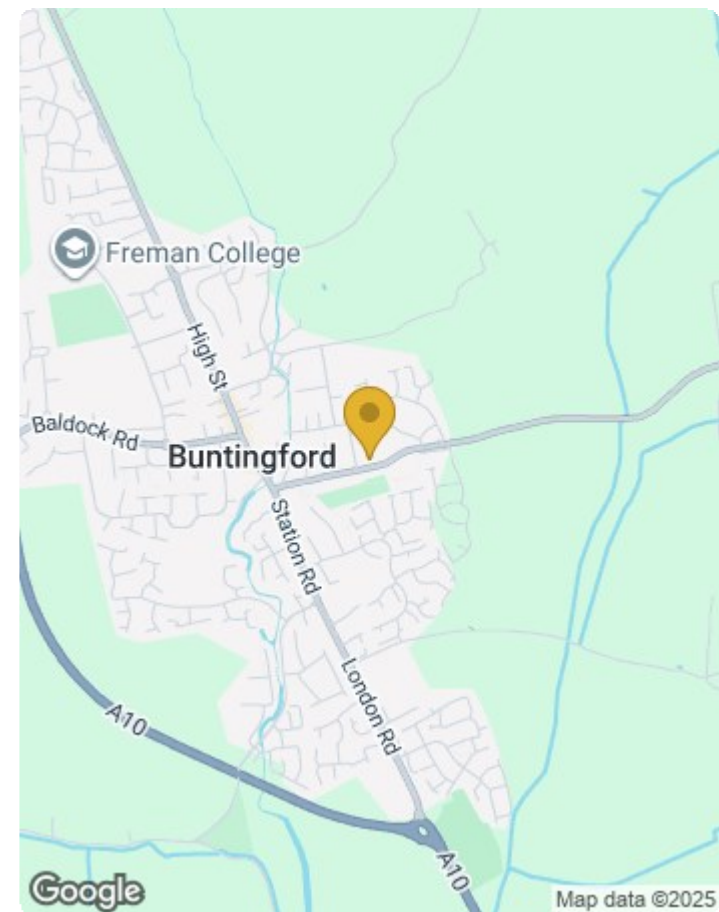 Freman College
High St
Baldock Rd
Buntingford
Station Rd
London Rd
A10
A10
Google
Map data ©2025